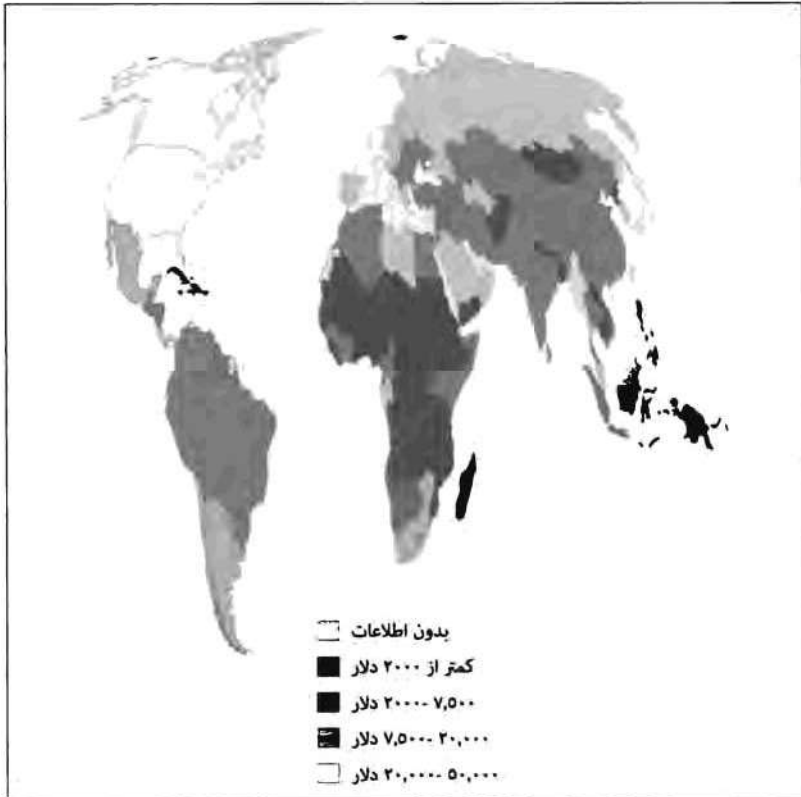 بدون اطلاعات
کمتر از ۲۰۰۰ دلار
۲۰۰۰- ۷,۵۰۰ دلار
۷,۵۰۰- ۲۰,۰۰۰ دلار
۲۰,۰۰۰- ۵۰,۰۰۰ دلار